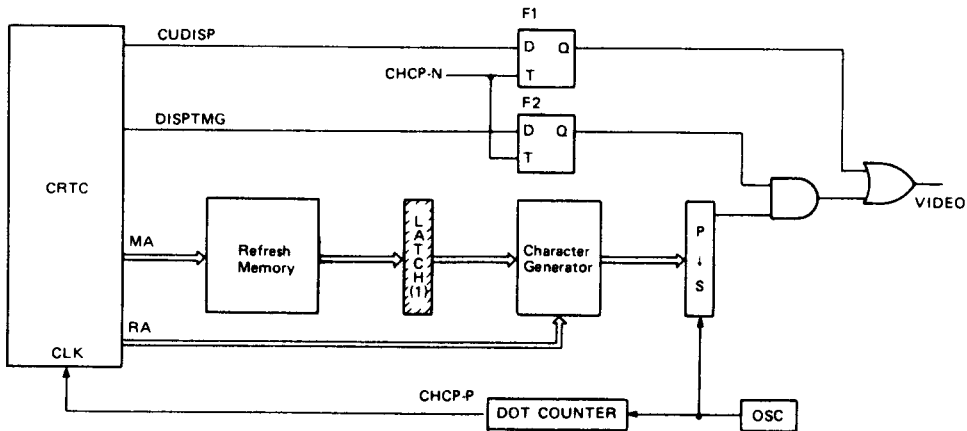 F1
CUDISP
D Q
T
CHCP-N
F2
DISPTMG
D Q
T
CRTC
VIDEO
MA
Refresh
Memory
LATCH
(1)
Character
Generator
P
↓
S
RA
CLK
CHCP-P
DOT COUNTER
OSC